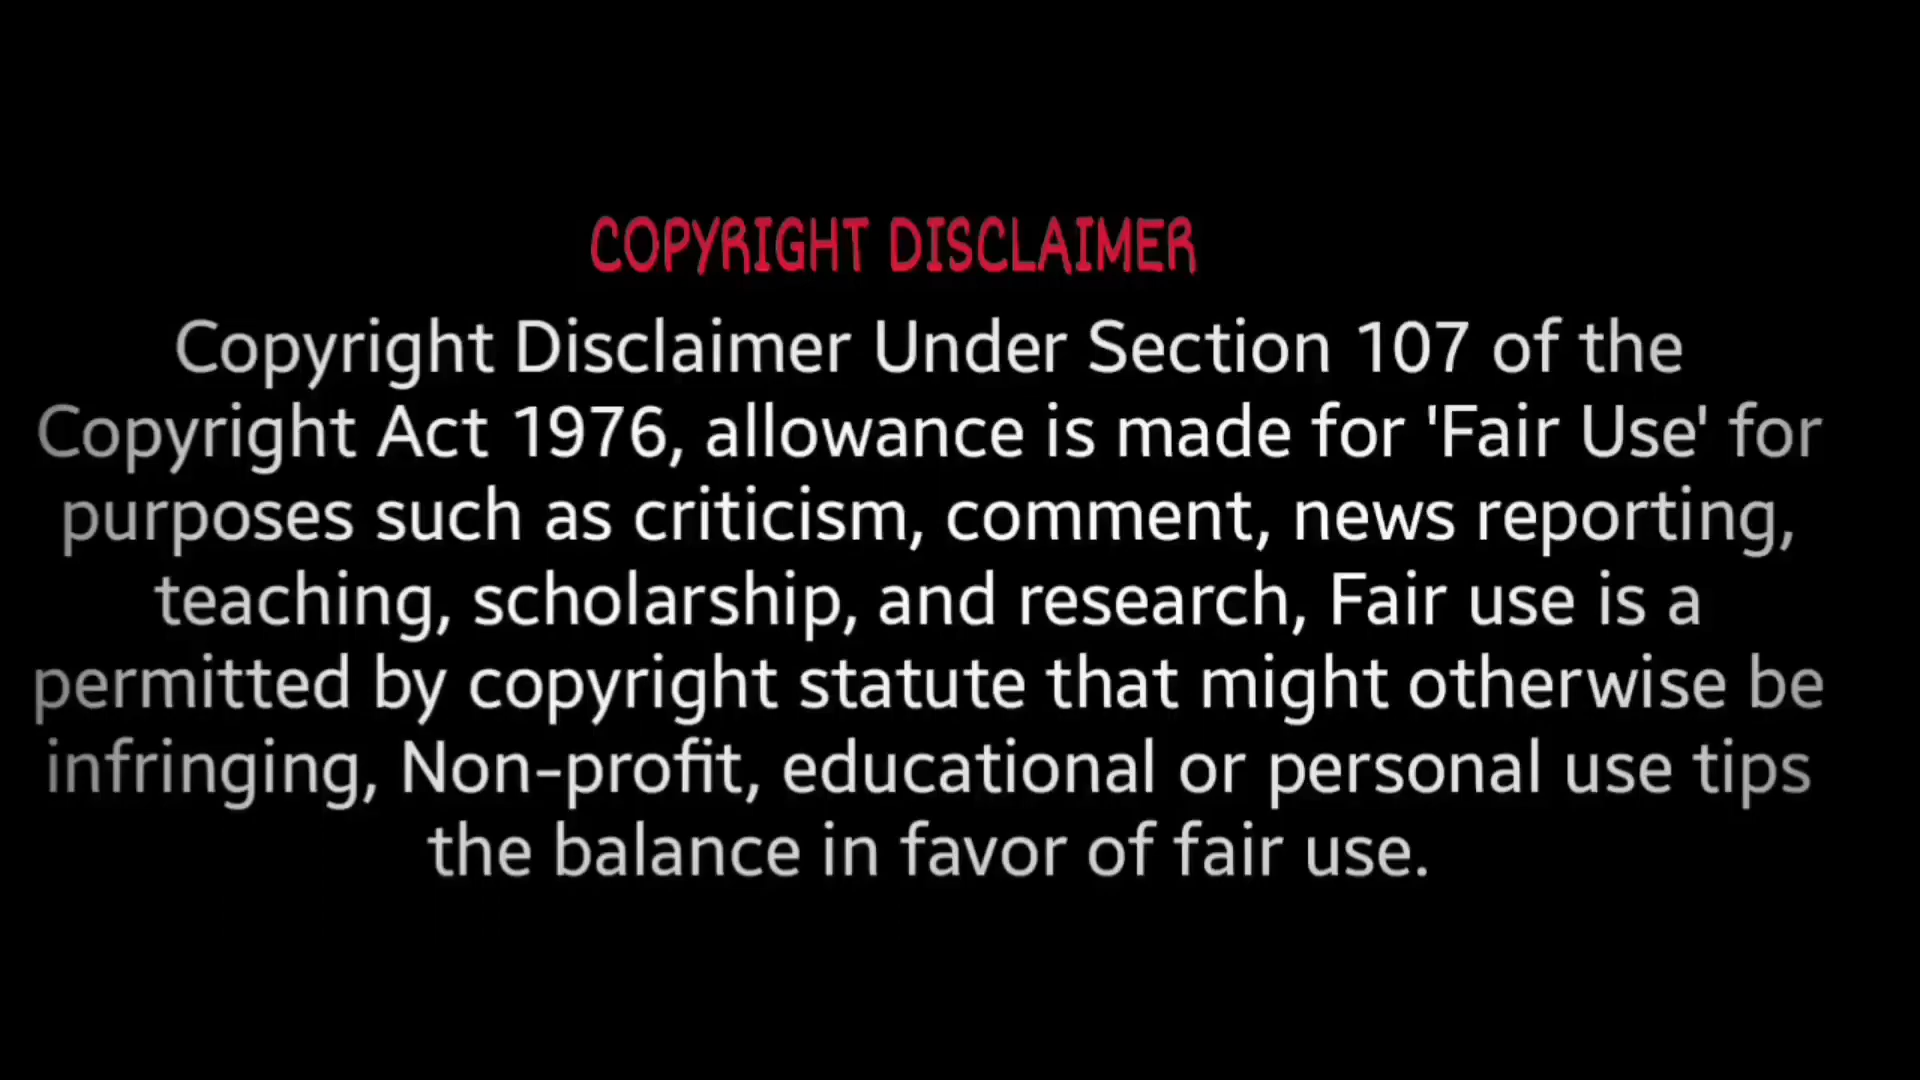 COPYRIGHT DISCLAIMER
Copyright Disclaimer Under Section 107 of the
Copyright Act 1976, allowance is made for 'Fair Use' for
purposes such as criticism, comment, news reporting,
teaching, scholarship, and research, Fair use is a
permitted by copyright statute that might otherwise be
infringing, Non-profit, educational or personal use tips
the balance in favor of fair use.